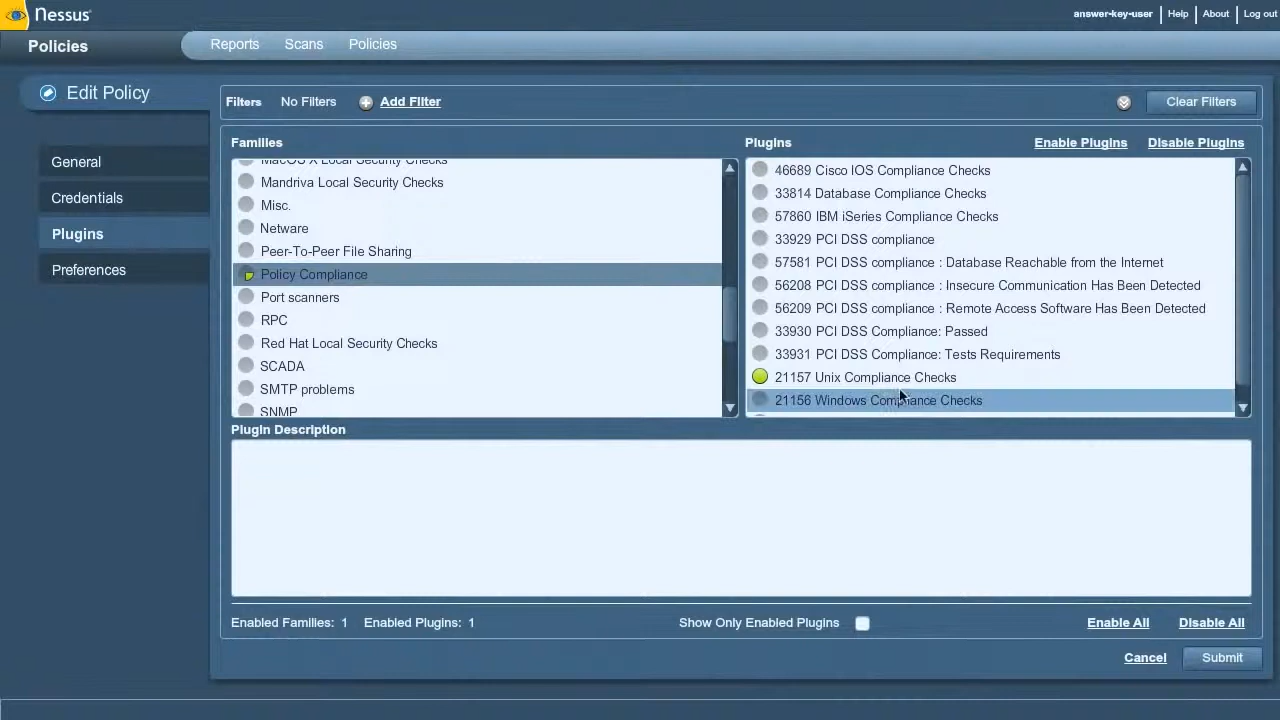 nessus
answer-key-user Help About Log out
Policies Reports Scans Policies
Edit Policy
General
Credentials
Plugins
Preferences
Filters No Filters Add Filter Clear Filters
Families
MacOS X Local Security Checks
Mandriva Local Security Checks
Misc.
Netware
Peer-To-Peer File Sharing
Policy Compliance
Port scanners
RPC
Red Hat Local Security Checks
SCADA
SMTP problems
SNMP
Plugins Enable Plugins Disable Plugins
46689 Cisco IOS Compliance Checks
33814 Database Compliance Checks
57860 IBM iSeries Compliance Checks
33929 PCI DSS compliance
57581 PCI DSS compliance : Database Reachable from the Internet
56208 PCI DSS compliance : Insecure Communication Has Been Detected
56209 PCI DSS compliance : Remote Access Software Has Been Detected
33930 PCI DSS Compliance: Passed
33931 PCI DSS Compliance: Tests Requirements
21157 Unix Compliance Checks
21156 Windows Compliance Checks
Plugin Description
Enabled Families: 1 Enabled Plugins: 1 Show Only Enabled Plugins Enable All Disable All
Cancel Submit